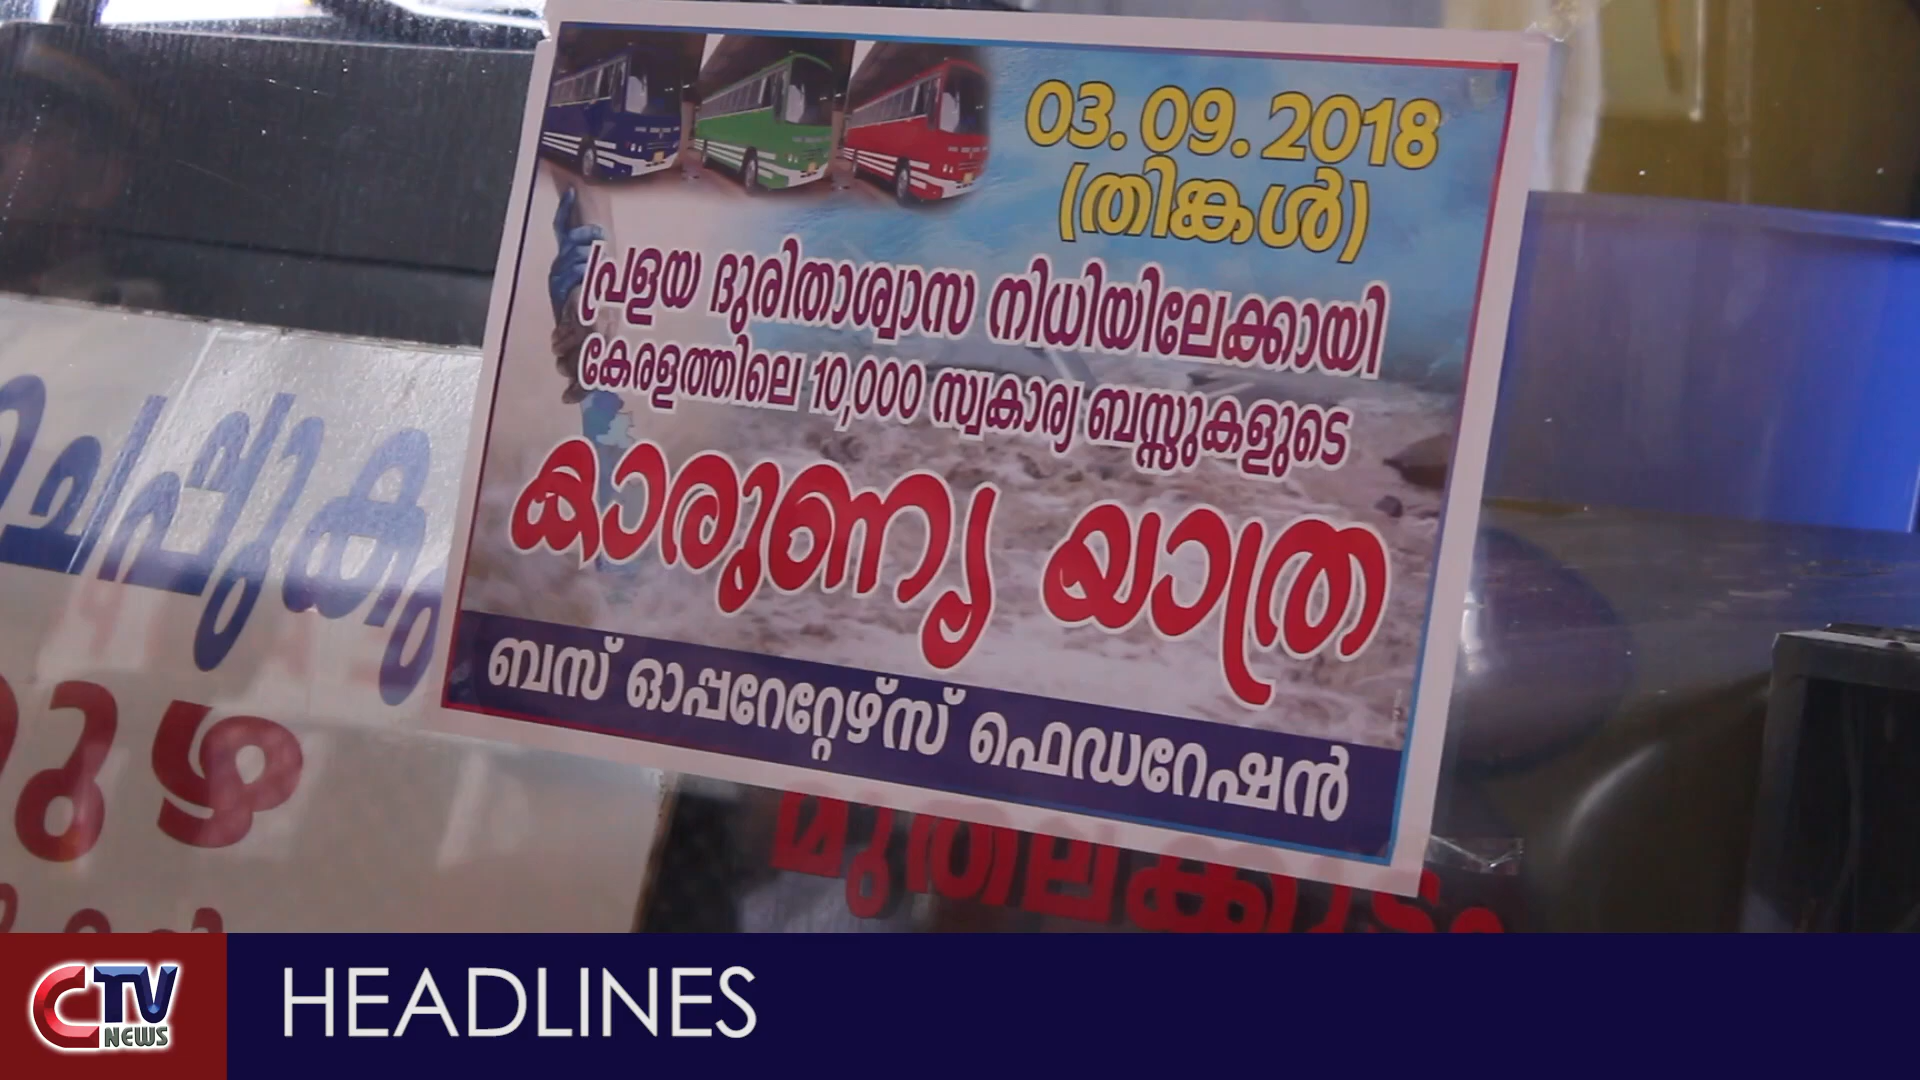 03.09.2018
(തിങ്കൾ)
പ്രളയ ദുരിതാശ്വാസ നിധിയിലേക്കായി
കേരളത്തിലെ 10,000 സ്വകാര്യ ബസ്സുകളുടെ
കാരുണ്യ യാത്ര
ബസ് ഓപ്പറേറ്റേഴ്സ് ഫെഡറേഷൻ
CTV
NEWS
HEADLINES